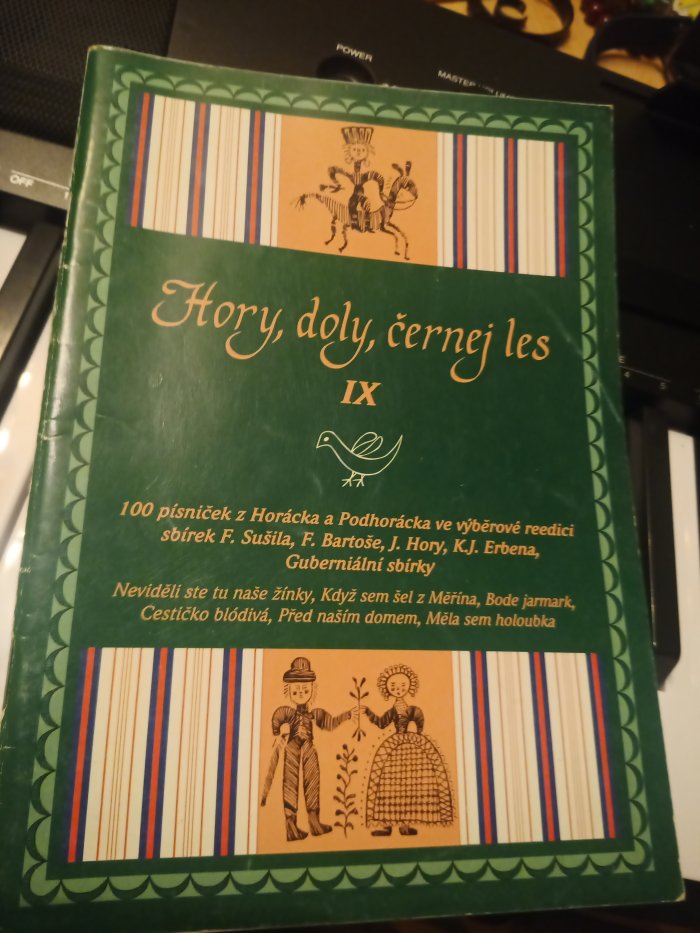 POWER
OFF
Hory, doly, černej les
IX
100 písniček z Horácka a Podhorácka ve výběrové reedici
sbírek F. Sušila, F. Bartoše, J. Hory, K.J. Erbena,
Guberniální sbírky
Neviděli ste tu naše žínky, Když sem šel z Měřína, Bode jarmark,
Cestičko blódivá, Před naším domem, Měla sem holoubka
4 5